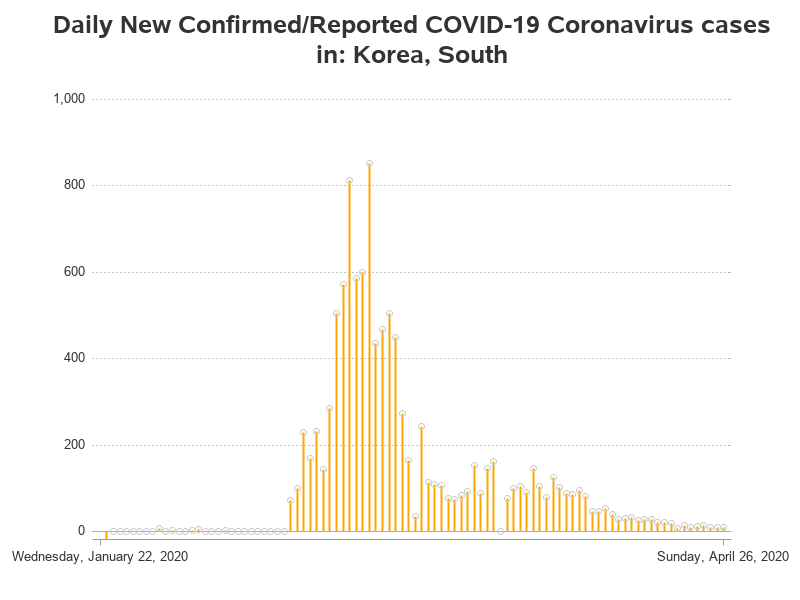 Daily New Confirmed/Reported COVID-19 Coronavirus cases
in: Korea, South
1,000
800
600
400
200
0
Wednesday, January 22, 2020
Sunday, April 26, 2020